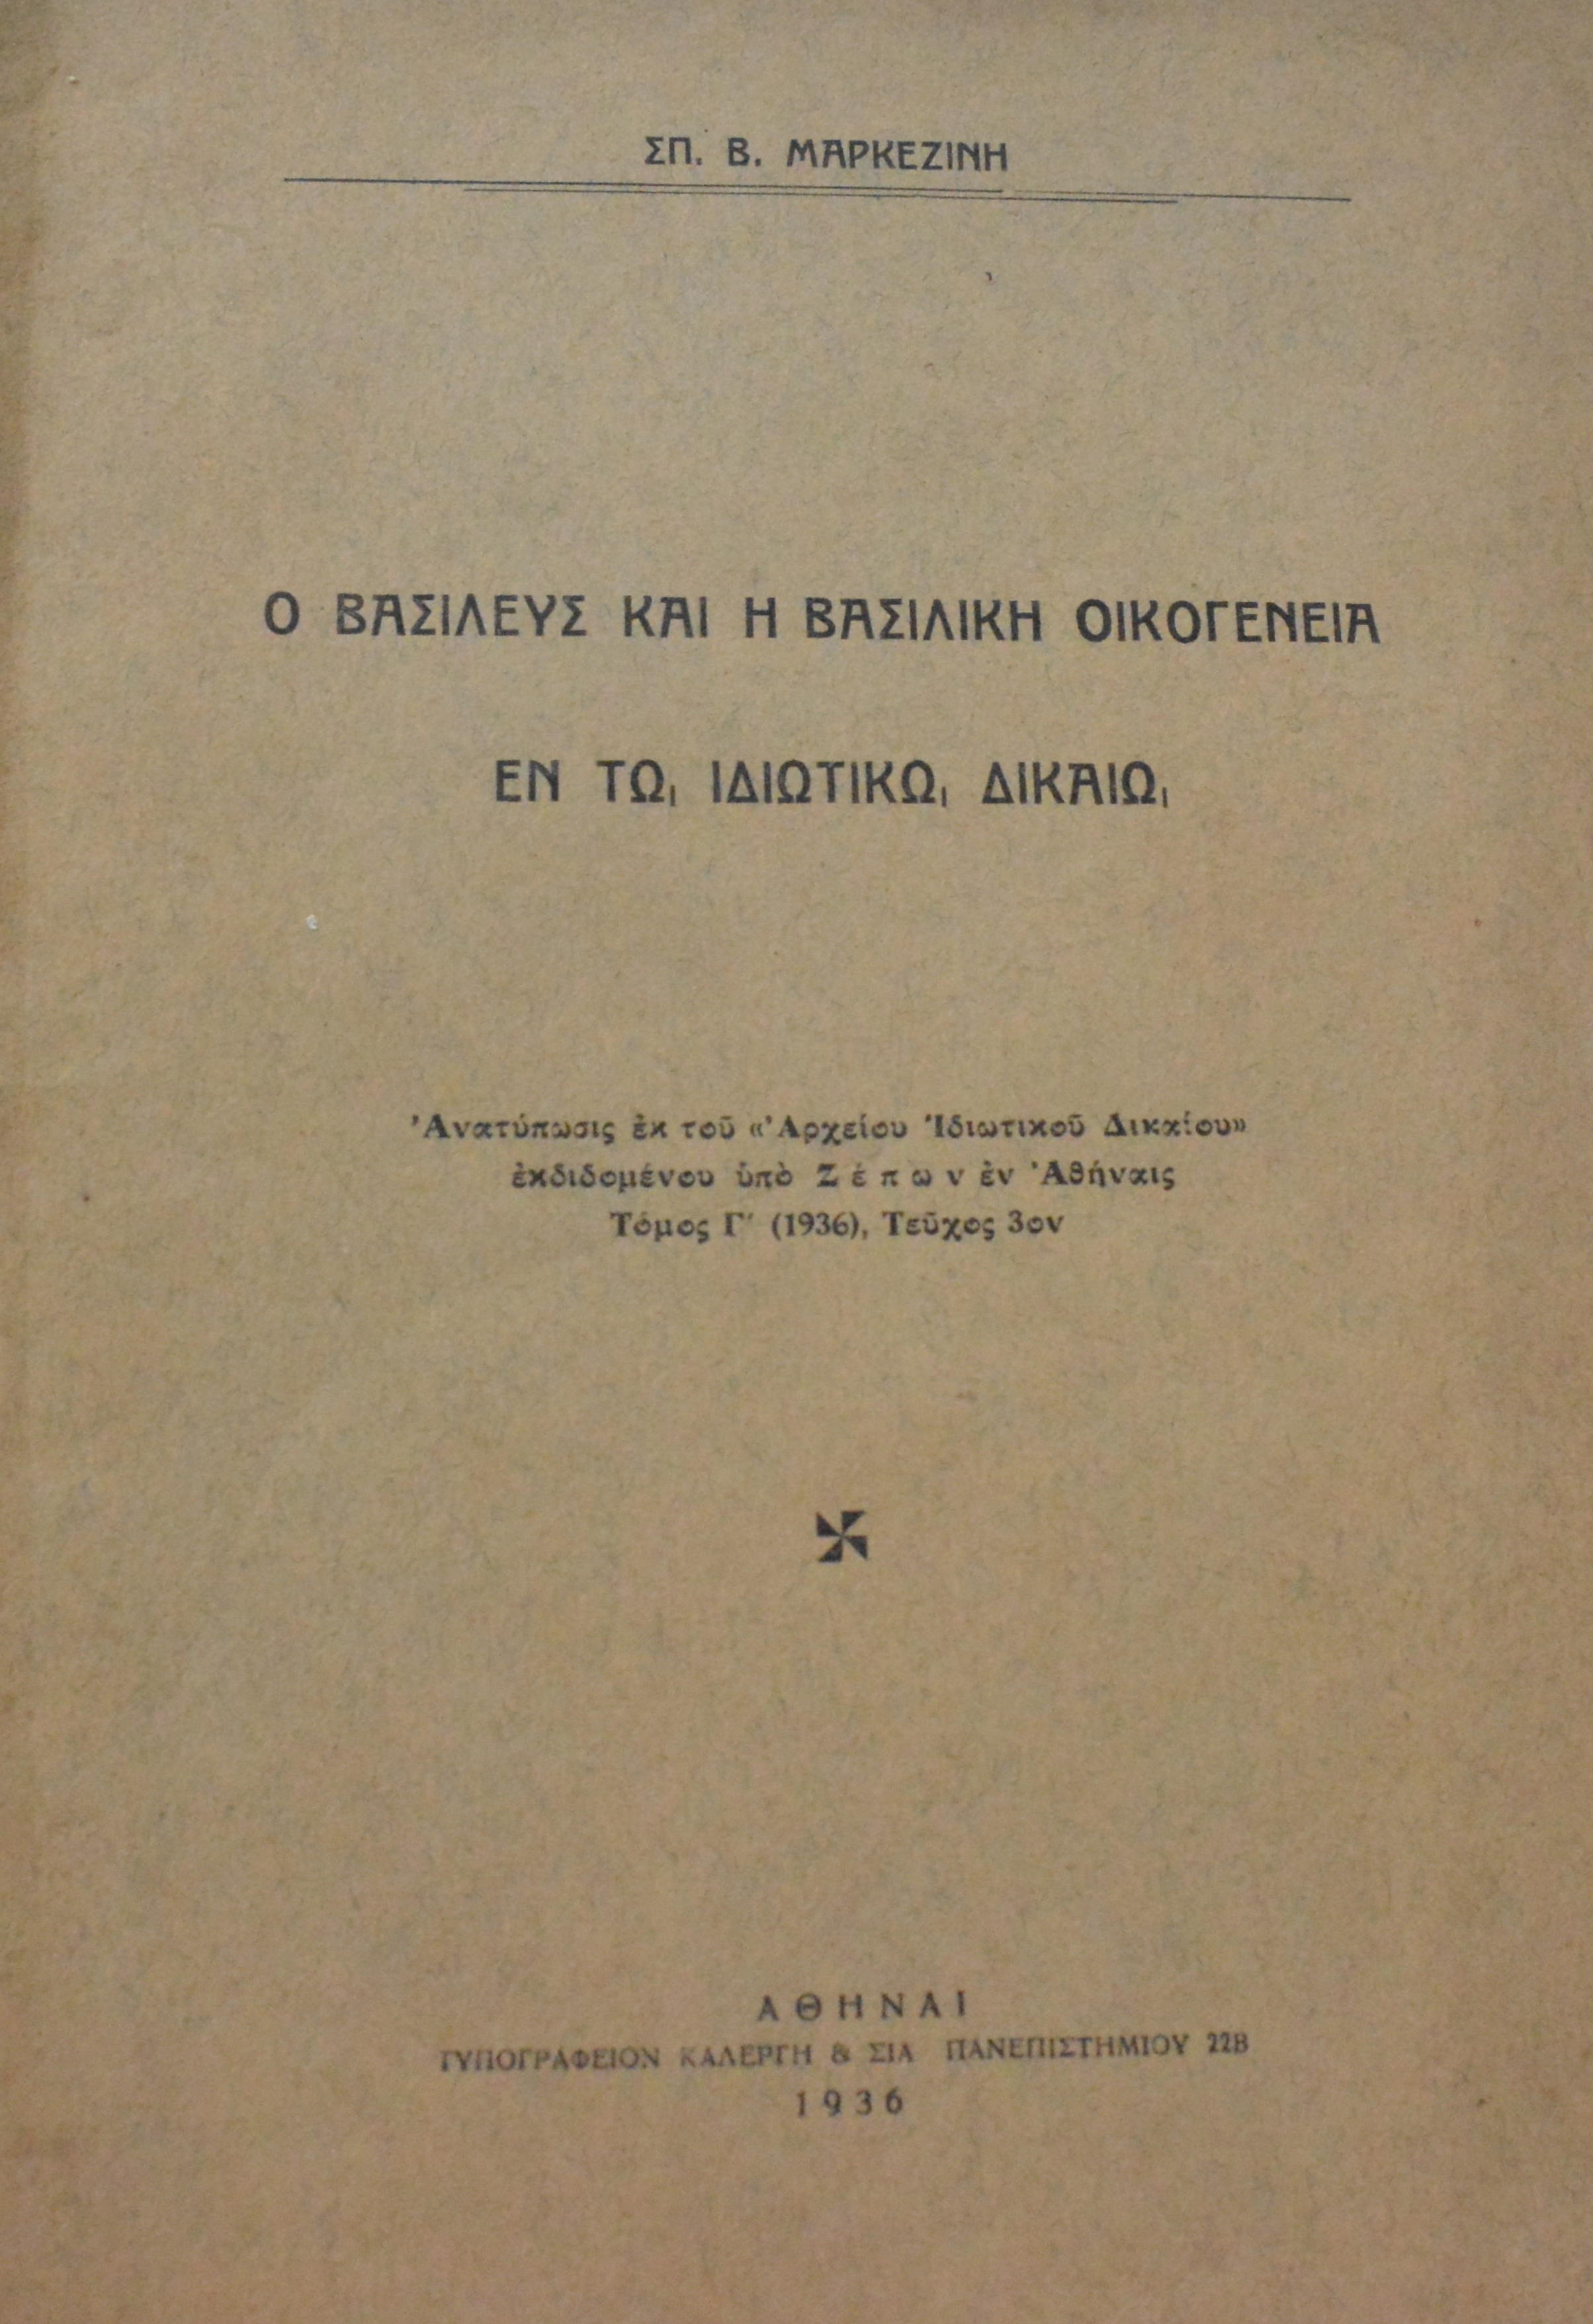 ΣΠ. Β. ΜΑΡΚΕΖΙΝΗ
Ο ΒΑΣΙΛΕΥΣ ΚΑΙ Η ΒΑΣΙΛΙΚΗ ΟΙΚΟΓΕΝΕΙΑ
ΕΝ ΤΩι ΙΔΙΩΤΙΚΩι ΔΙΚΑΙΩι
Ἀνατύπωσις ἐκ τοῦ «Ἀρχείου Ἰδιωτικοῦ Δικαίου»
ἐκδιδομένου ὑπὸ Ζέπων ἐν Ἀθήναις
Τόμος Γ΄ (1936), Τεῦχος 3ον
ΑΘΗΝΑΙ
ΤΥΠΟΓΡΑΦΕΙΟΝ ΚΑΛΕΡΓΗ & ΣΙΑ ΠΑΝΕΠΙΣΤΗΜΙΟΥ 22Β
1936